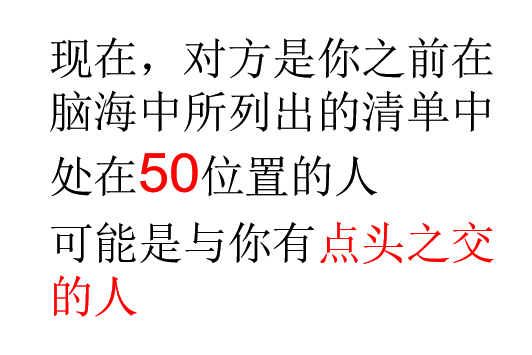 现在，对方是你之前在
脑海中所列出的清单中
处在50位置的人
可能是与你有点头之交
的人